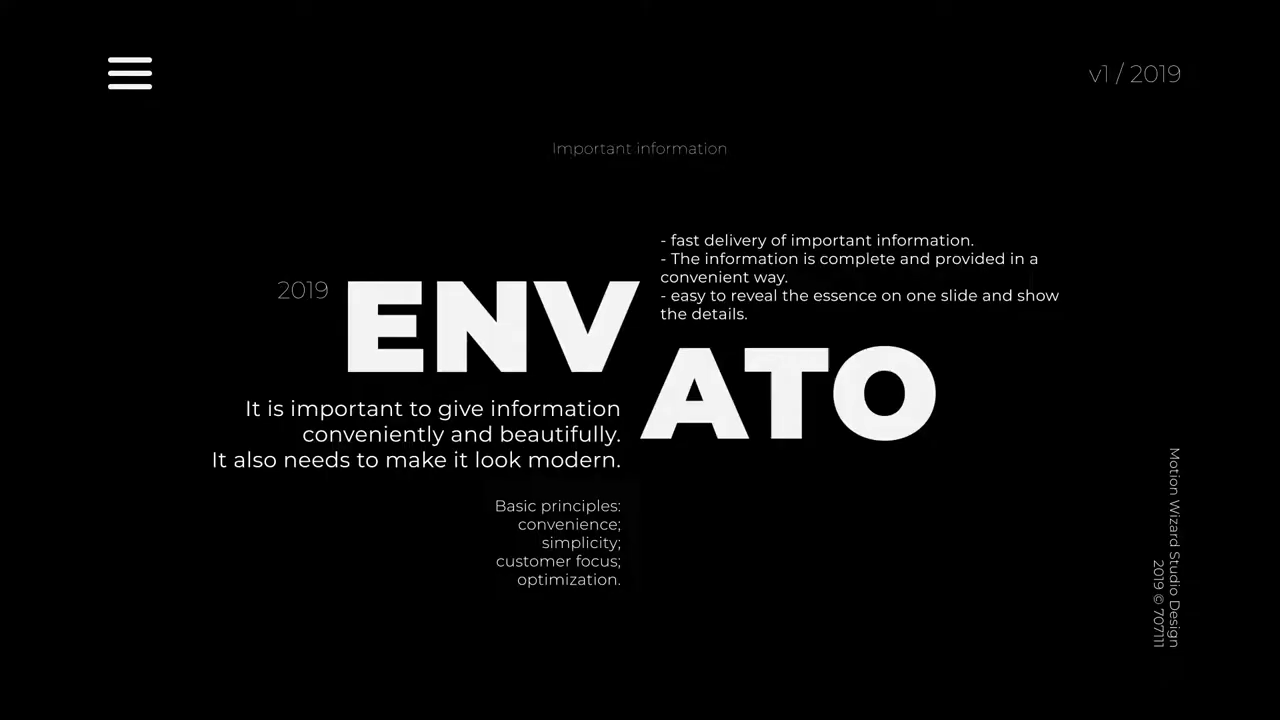 v1 / 2019
Important information
- fast delivery of important information.
- The information is complete and provided in a
convenient way.
- easy to reveal the essence on one slide and show
the details.
2019
ENV
ATO
It is important to give information
conveniently and beautifully.
It also needs to make it look modern.
Basic principles:
convenience;
simplicity;
customer focus;
optimization.
Motion Wizard Studio Design
2019 © 707111